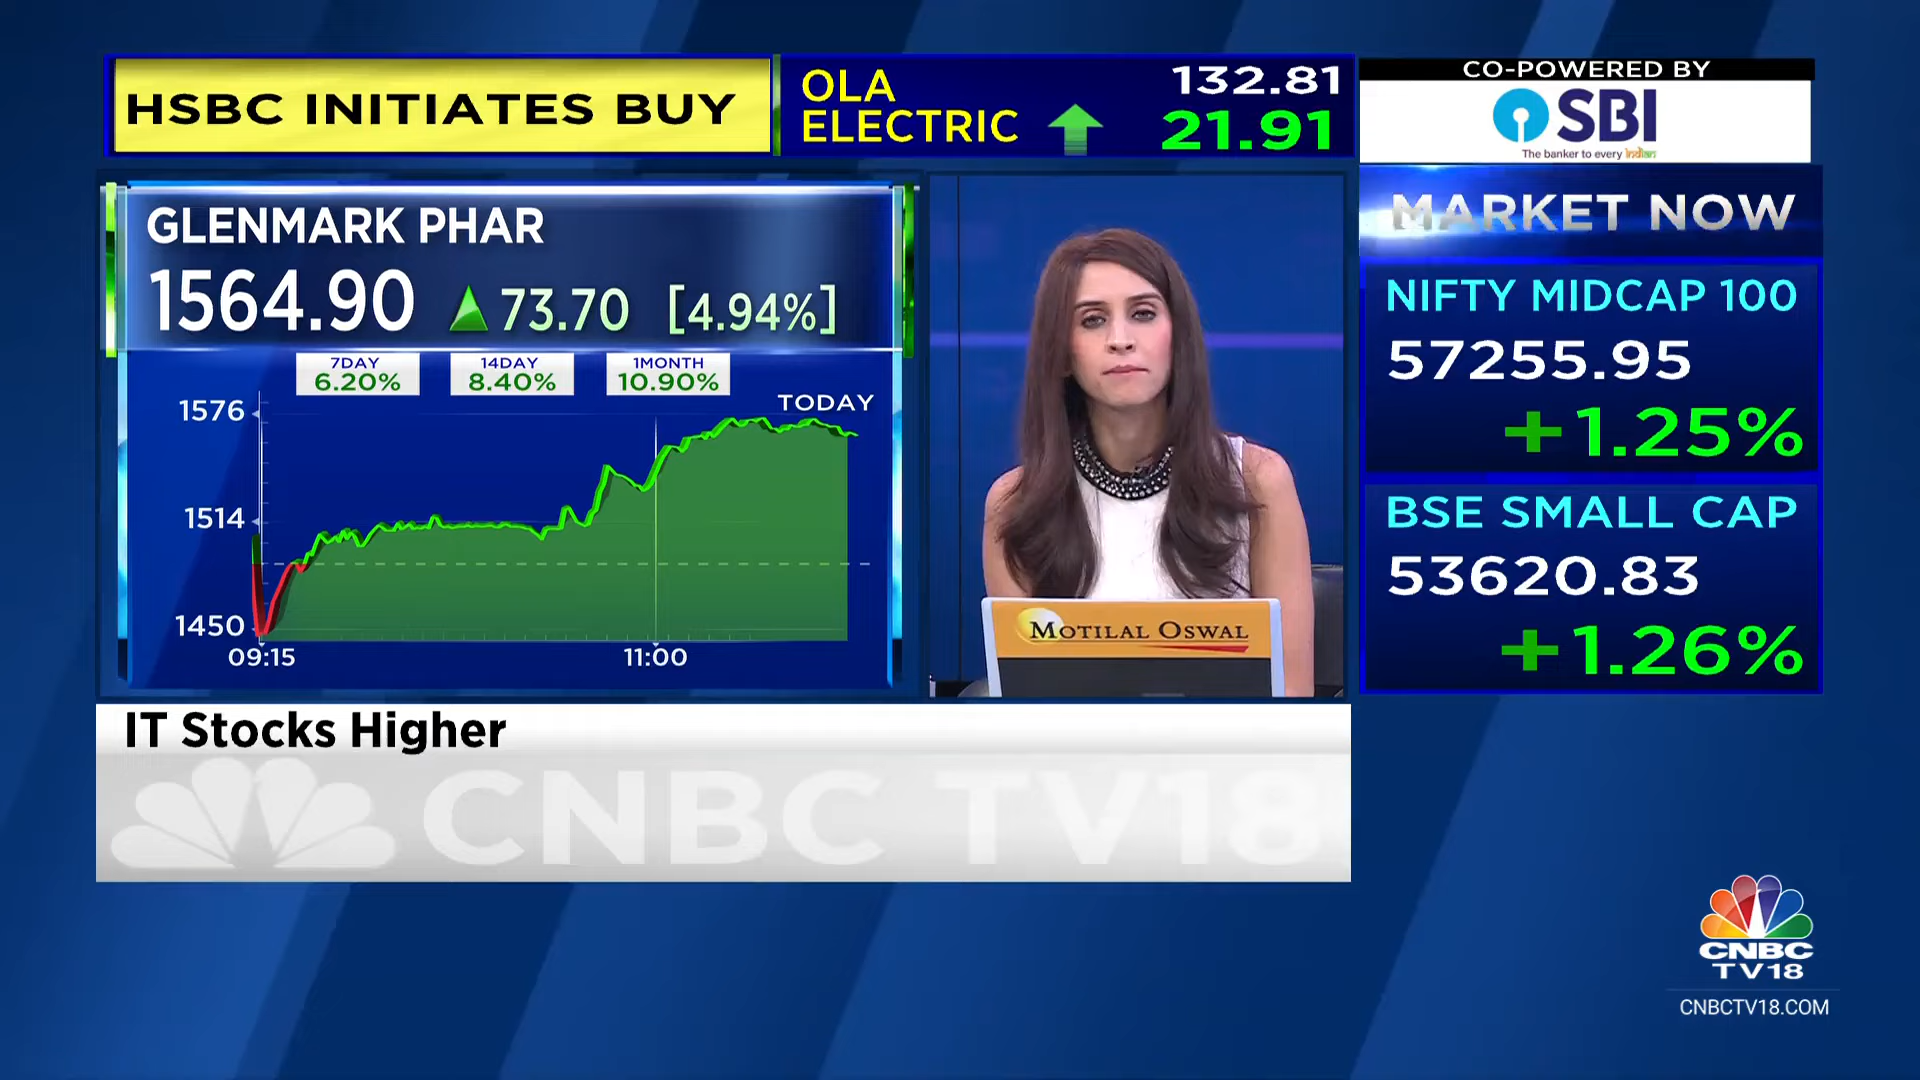 HSBC INITIATES BUY
OLA
ELECTRIC
132.81
21.91
CO-POWERED BY
SBI
The banker to every indian
GLENMARK PHAR
1564.90 73.70 [4.94%]
7DAY
6.20%
14DAY
8.40%
1MONTH
10.90%
TODAY
1576
1514
1450
09:15
11:00
MOTILAL OSWAL
MARKET NOW
NIFTY MIDCAP 100
57255.95
+1.25%
BSE SMALL CAP
53620.83
+1.26%
IT Stocks Higher
CNBC TV18
CNBC
TV18
CNBCTV18.COM